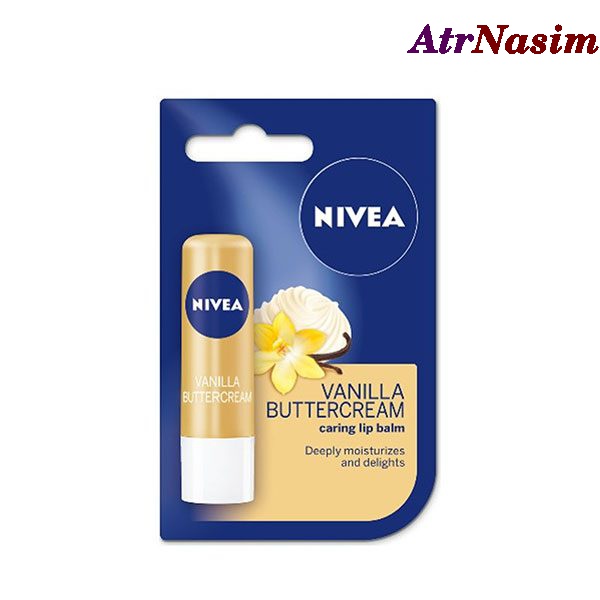 AtrNasim
NIVEA
NIVEA
VANILLA
BUTTERCREAM
VANILLA
BUTTERCREAM
caring lip balm
Deeply moisturizes
and delights